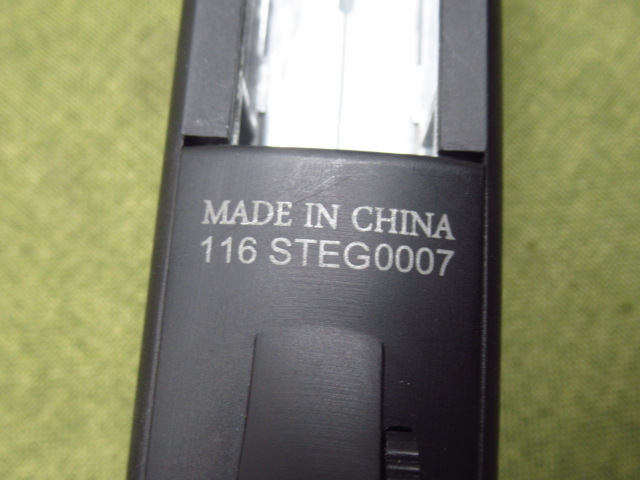 MADE IN CHINA
116 STEG0007